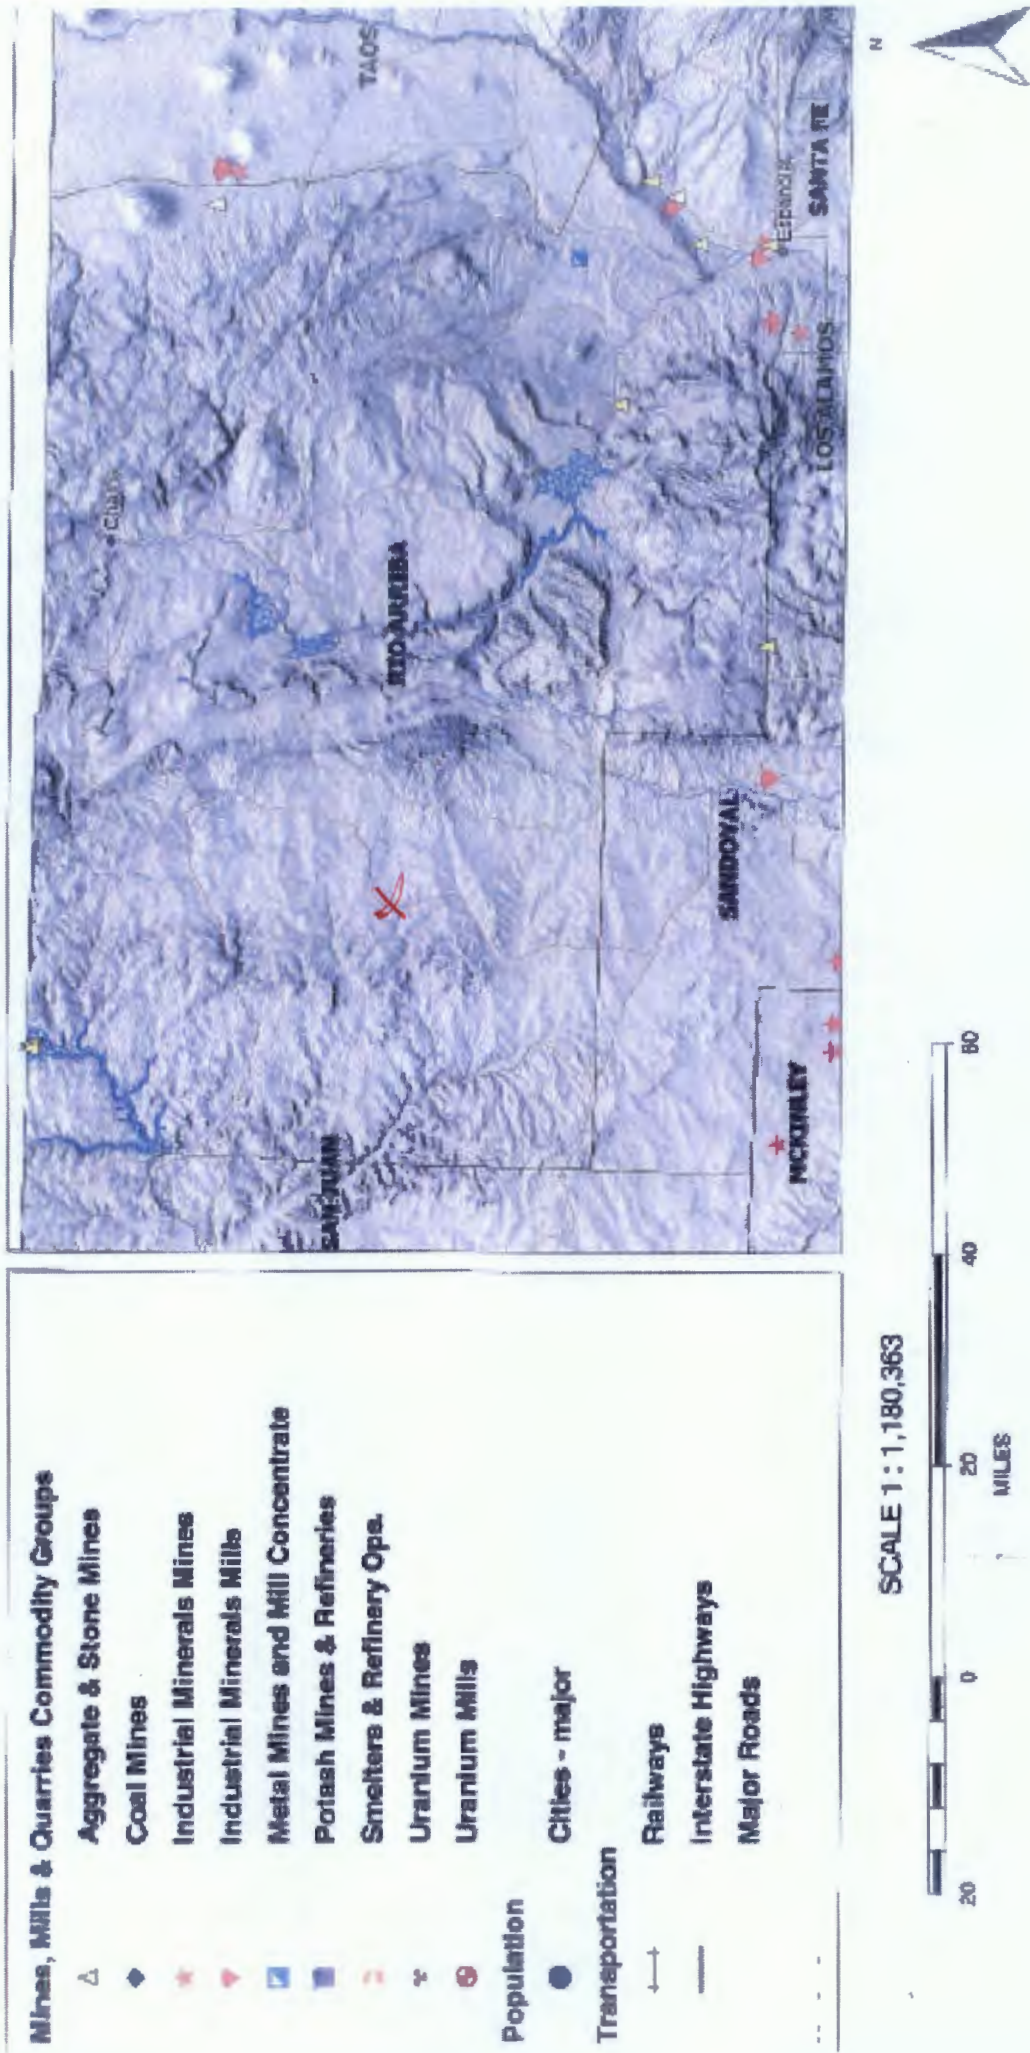 Mines, Mills & Quarries Commodity Groups
Aggregate & Stone Mines
Coal Mines
Industrial Minerals Mines
Industrial Minerals Mills
Metal Mines and Mill Concentrate
Potash Mines & Refineries
Smelters & Refinery Ops.
Uranium Mines
Uranium Mills
Population
Cities - major
Transportation
Railways
Interstate Highways
Major Roads
SAN JUAN
RIO ARRIBA
TAOS
Chama
MCKINLEY
SANDOVAL
LOS ALAMOS
Espanola
SANTA FE
N
SCALE 1 : 1,180,363
20
0
20
40
60
MILES